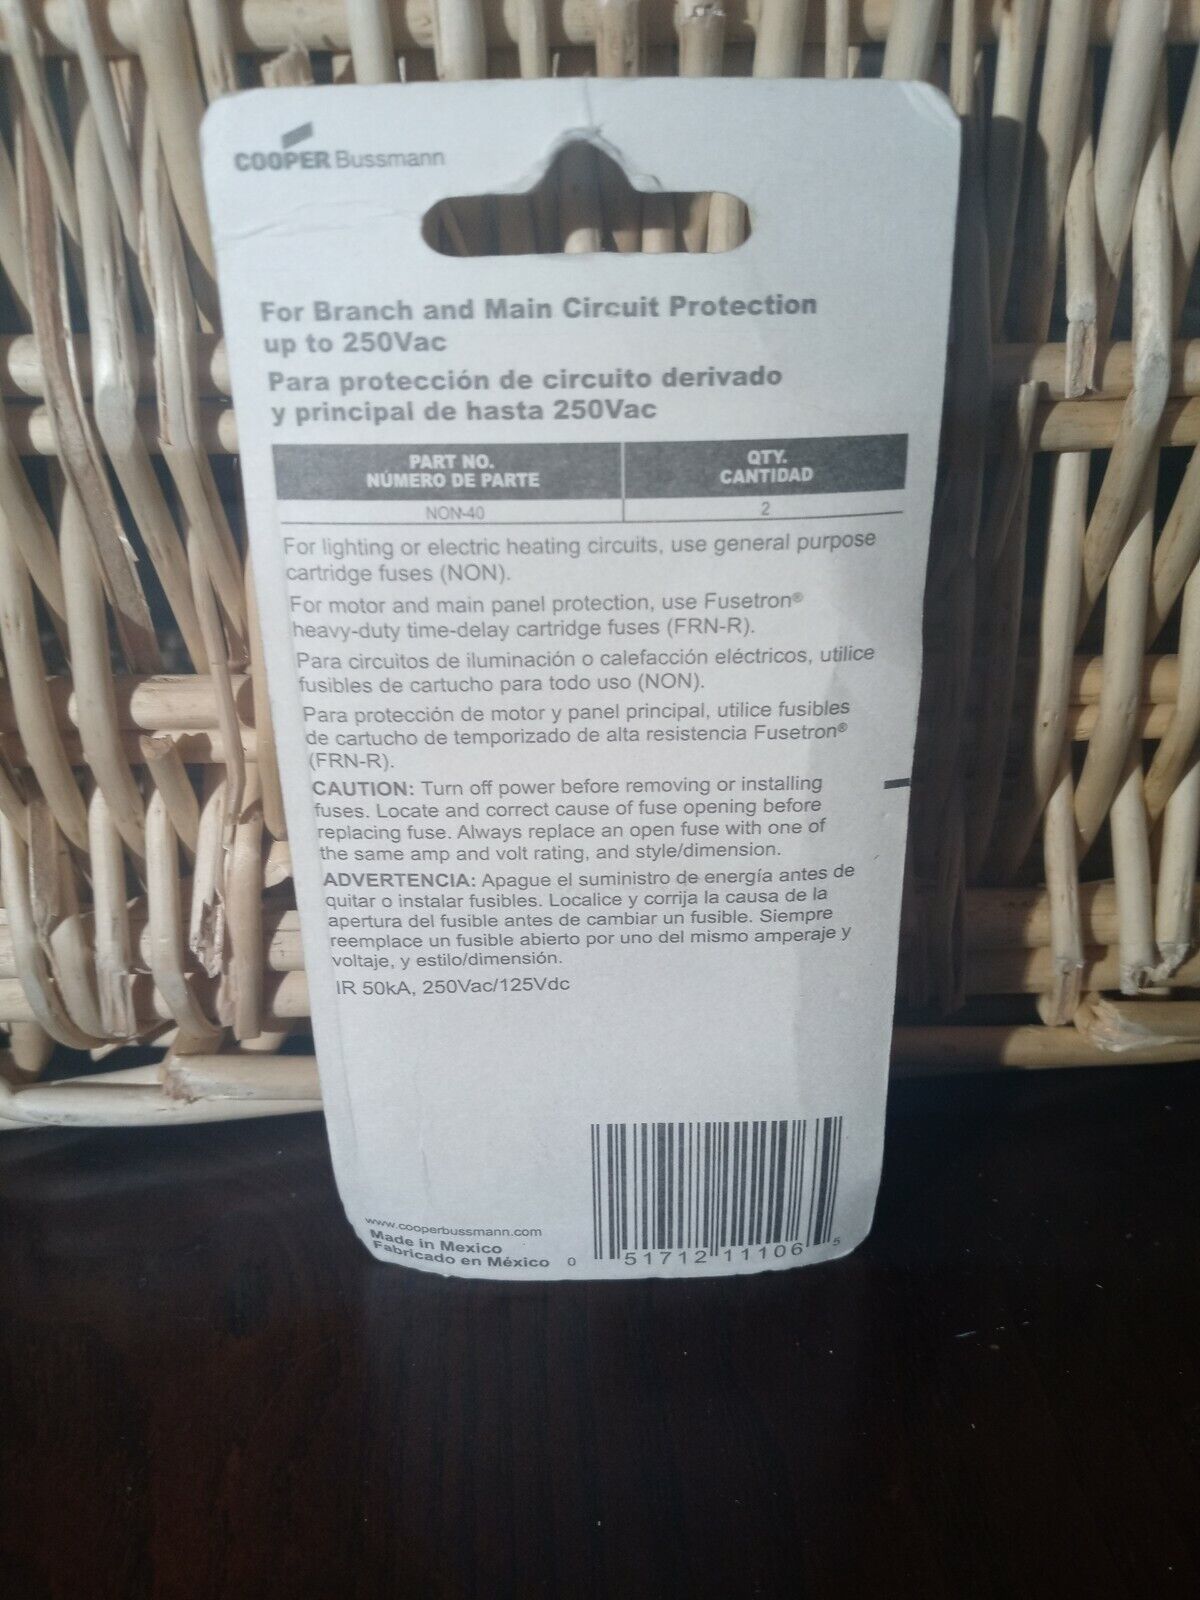 COOPER Bussmann
For Branch and Main Circuit Protection
up to 250Vac
Para protección de circuito derivado
y principal de hasta 250Vac
PART NO.
NÚMERO DE PARTE
QTY.
CANTIDAD
NON-40
2
For lighting or electric heating circuits, use general purpose
cartridge fuses (NON).
For motor and main panel protection, use Fusetron®
heavy-duty time-delay cartridge fuses (FRN-R).
Para circuitos de iluminación o calefacción eléctricos, utilice
fusibles de cartucho para todo uso (NON).
Para protección de motor y panel principal, utilice fusibles
de cartucho de temporizado de alta resistencia Fusetron®
(FRN-R).
CAUTION: Turn off power before removing or installing
fuses. Locate and correct cause of fuse opening before
replacing fuse. Always replace an open fuse with one of
the same amp and volt rating, and style/dimension.
ADVERTENCIA: Apague el suministro de energía antes de
quitar o instalar fusibles. Localice y corrija la causa de la
apertura del fusible antes de cambiar un fusible. Siempre
reemplace un fusible abierto por uno del mismo amperaje y
voltaje, y estilo/dimensión.
IR 50kA, 250Vac/125Vdc
www.cooperbussmann.com
Made in Mexico
Fabricado en México
0 51712 11106 5